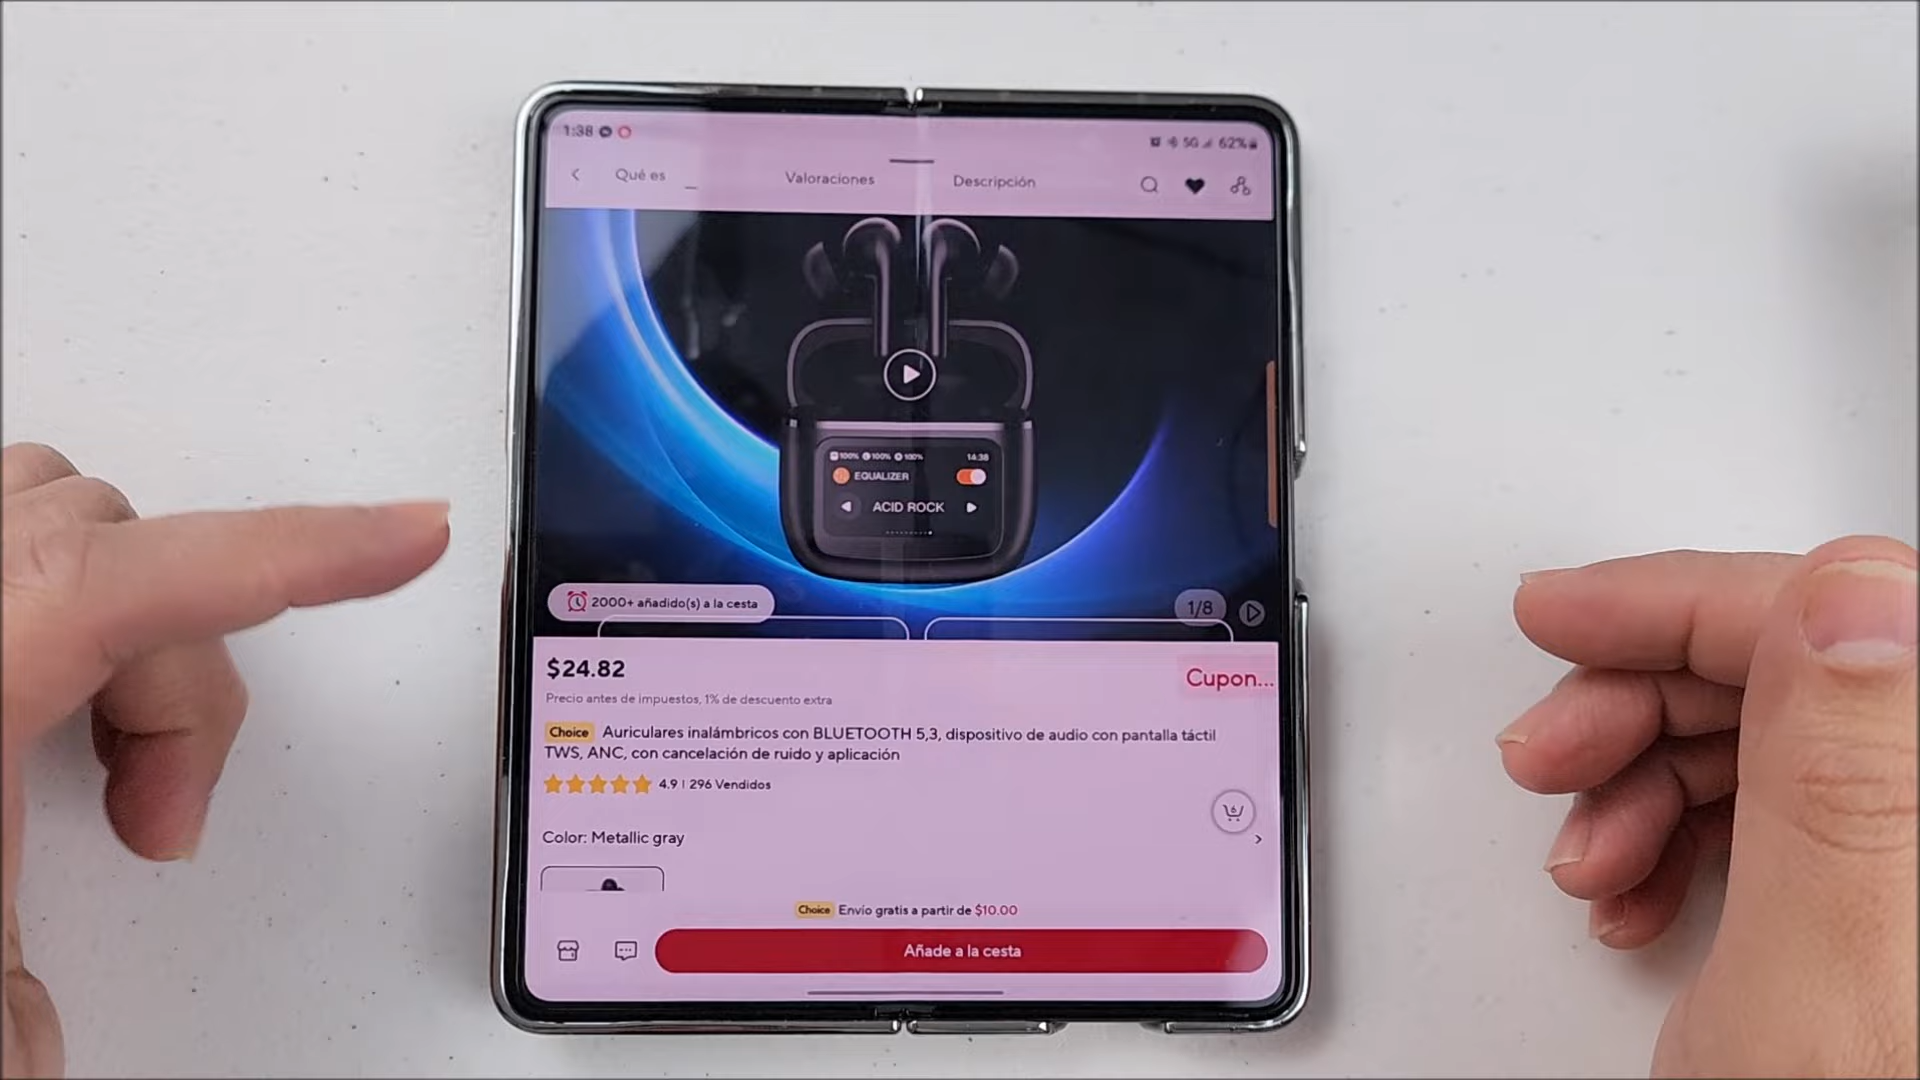 1:38
5G 62%
Qué es
Valoraciones
Descripción
100% 100% 100% 14:38
EQUALIZER
ACID ROCK
2000+ añadido(s) a la cesta
1/8
$24.82
Cupon...
Precio antes de impuestos, 1% de descuento extra
Choice Auriculares inalámbricos con BLUETOOTH 5,3, dispositivo de audio con pantalla táctil
TWS, ANC, con cancelación de ruido y aplicación
4.9 | 296 Vendidos
6
Color: Metallic gray
Choice Envío gratis a partir de $10.00
Añade a la cesta